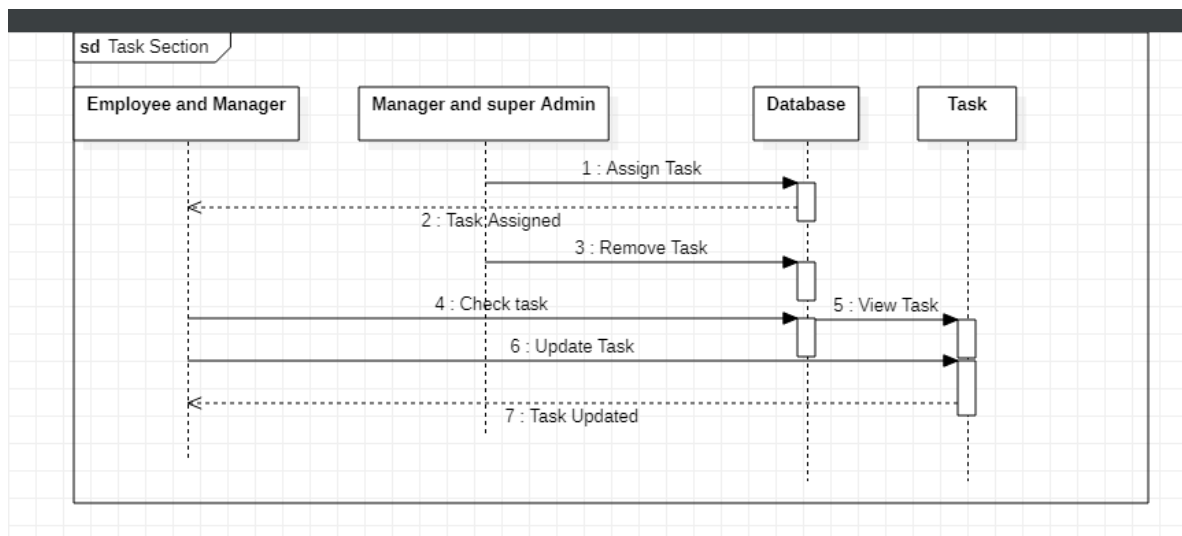 sd Task Section
Employee and Manager
Manager and super Admin
Database
Task
1 : Assign Task
2 : Task Assigned
3 : Remove Task
4 : Check task
5 : View Task
6 : Update Task
7 : Task Updated